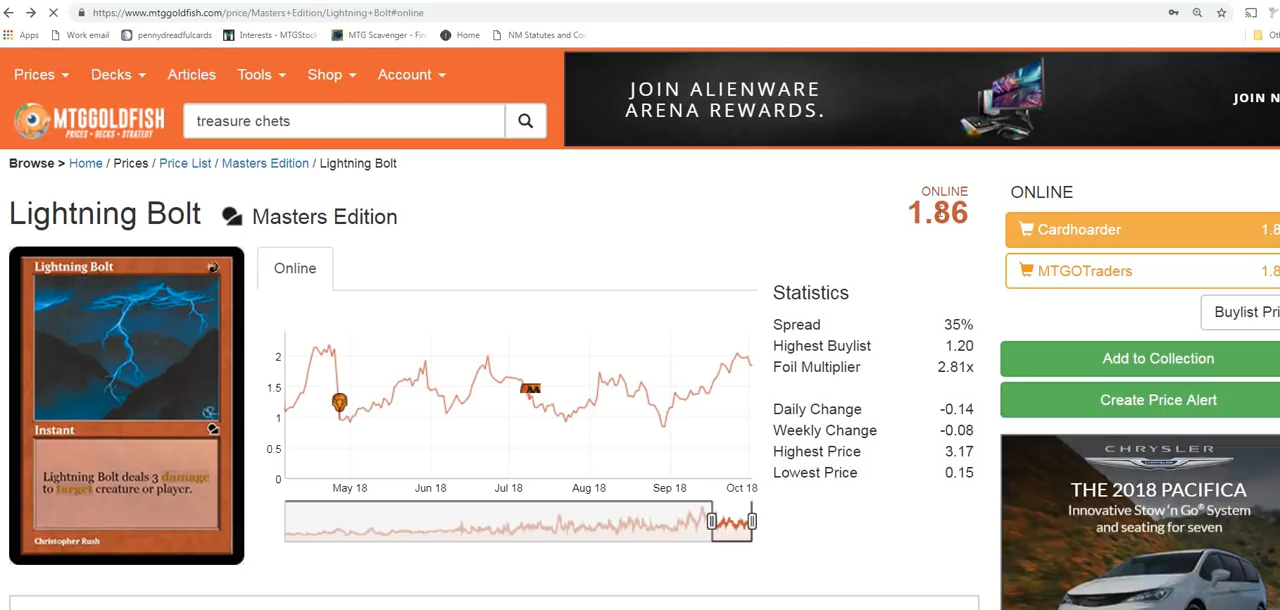 https://www.mtggoldfish.com/price/Masters+Edition/Lightning+Bolt#online
Apps Work email pennydreadfulcards Interests - MTGStock MTG Scavenger - Fin Home NM Statutes and Co
Prices Decks Articles Tools Shop Account
JOIN ALIENWARE
ARENA REWARDS.
JOIN N
MTGGOLDFISH
PRICES • DECKS • STRATEGY
treasure chets
Browse > Home / Prices / Price List / Masters Edition / Lightning Bolt
Lightning Bolt Masters Edition
ONLINE
1.86
ONLINE
Cardhoarder 1.8
MTGOTraders 1.8
Buylist Pri
Add to Collection
Create Price Alert
Lightning Bolt
Instant
Lightning Bolt deals 3 damage
to target creature or player.
Christopher Rush
Online
2
1.5
1
0.5
0
May 18 Jun 18 Jul 18 Aug 18 Sep 18 Oct 18
Statistics
Spread 35%
Highest Buylist 1.20
Foil Multiplier 2.81x
Daily Change -0.14
Weekly Change -0.08
Highest Price 3.17
Lowest Price 0.15
CHRYSLER
THE 2018 PACIFICA
Innovative Stow 'n Go® System
and seating for seven